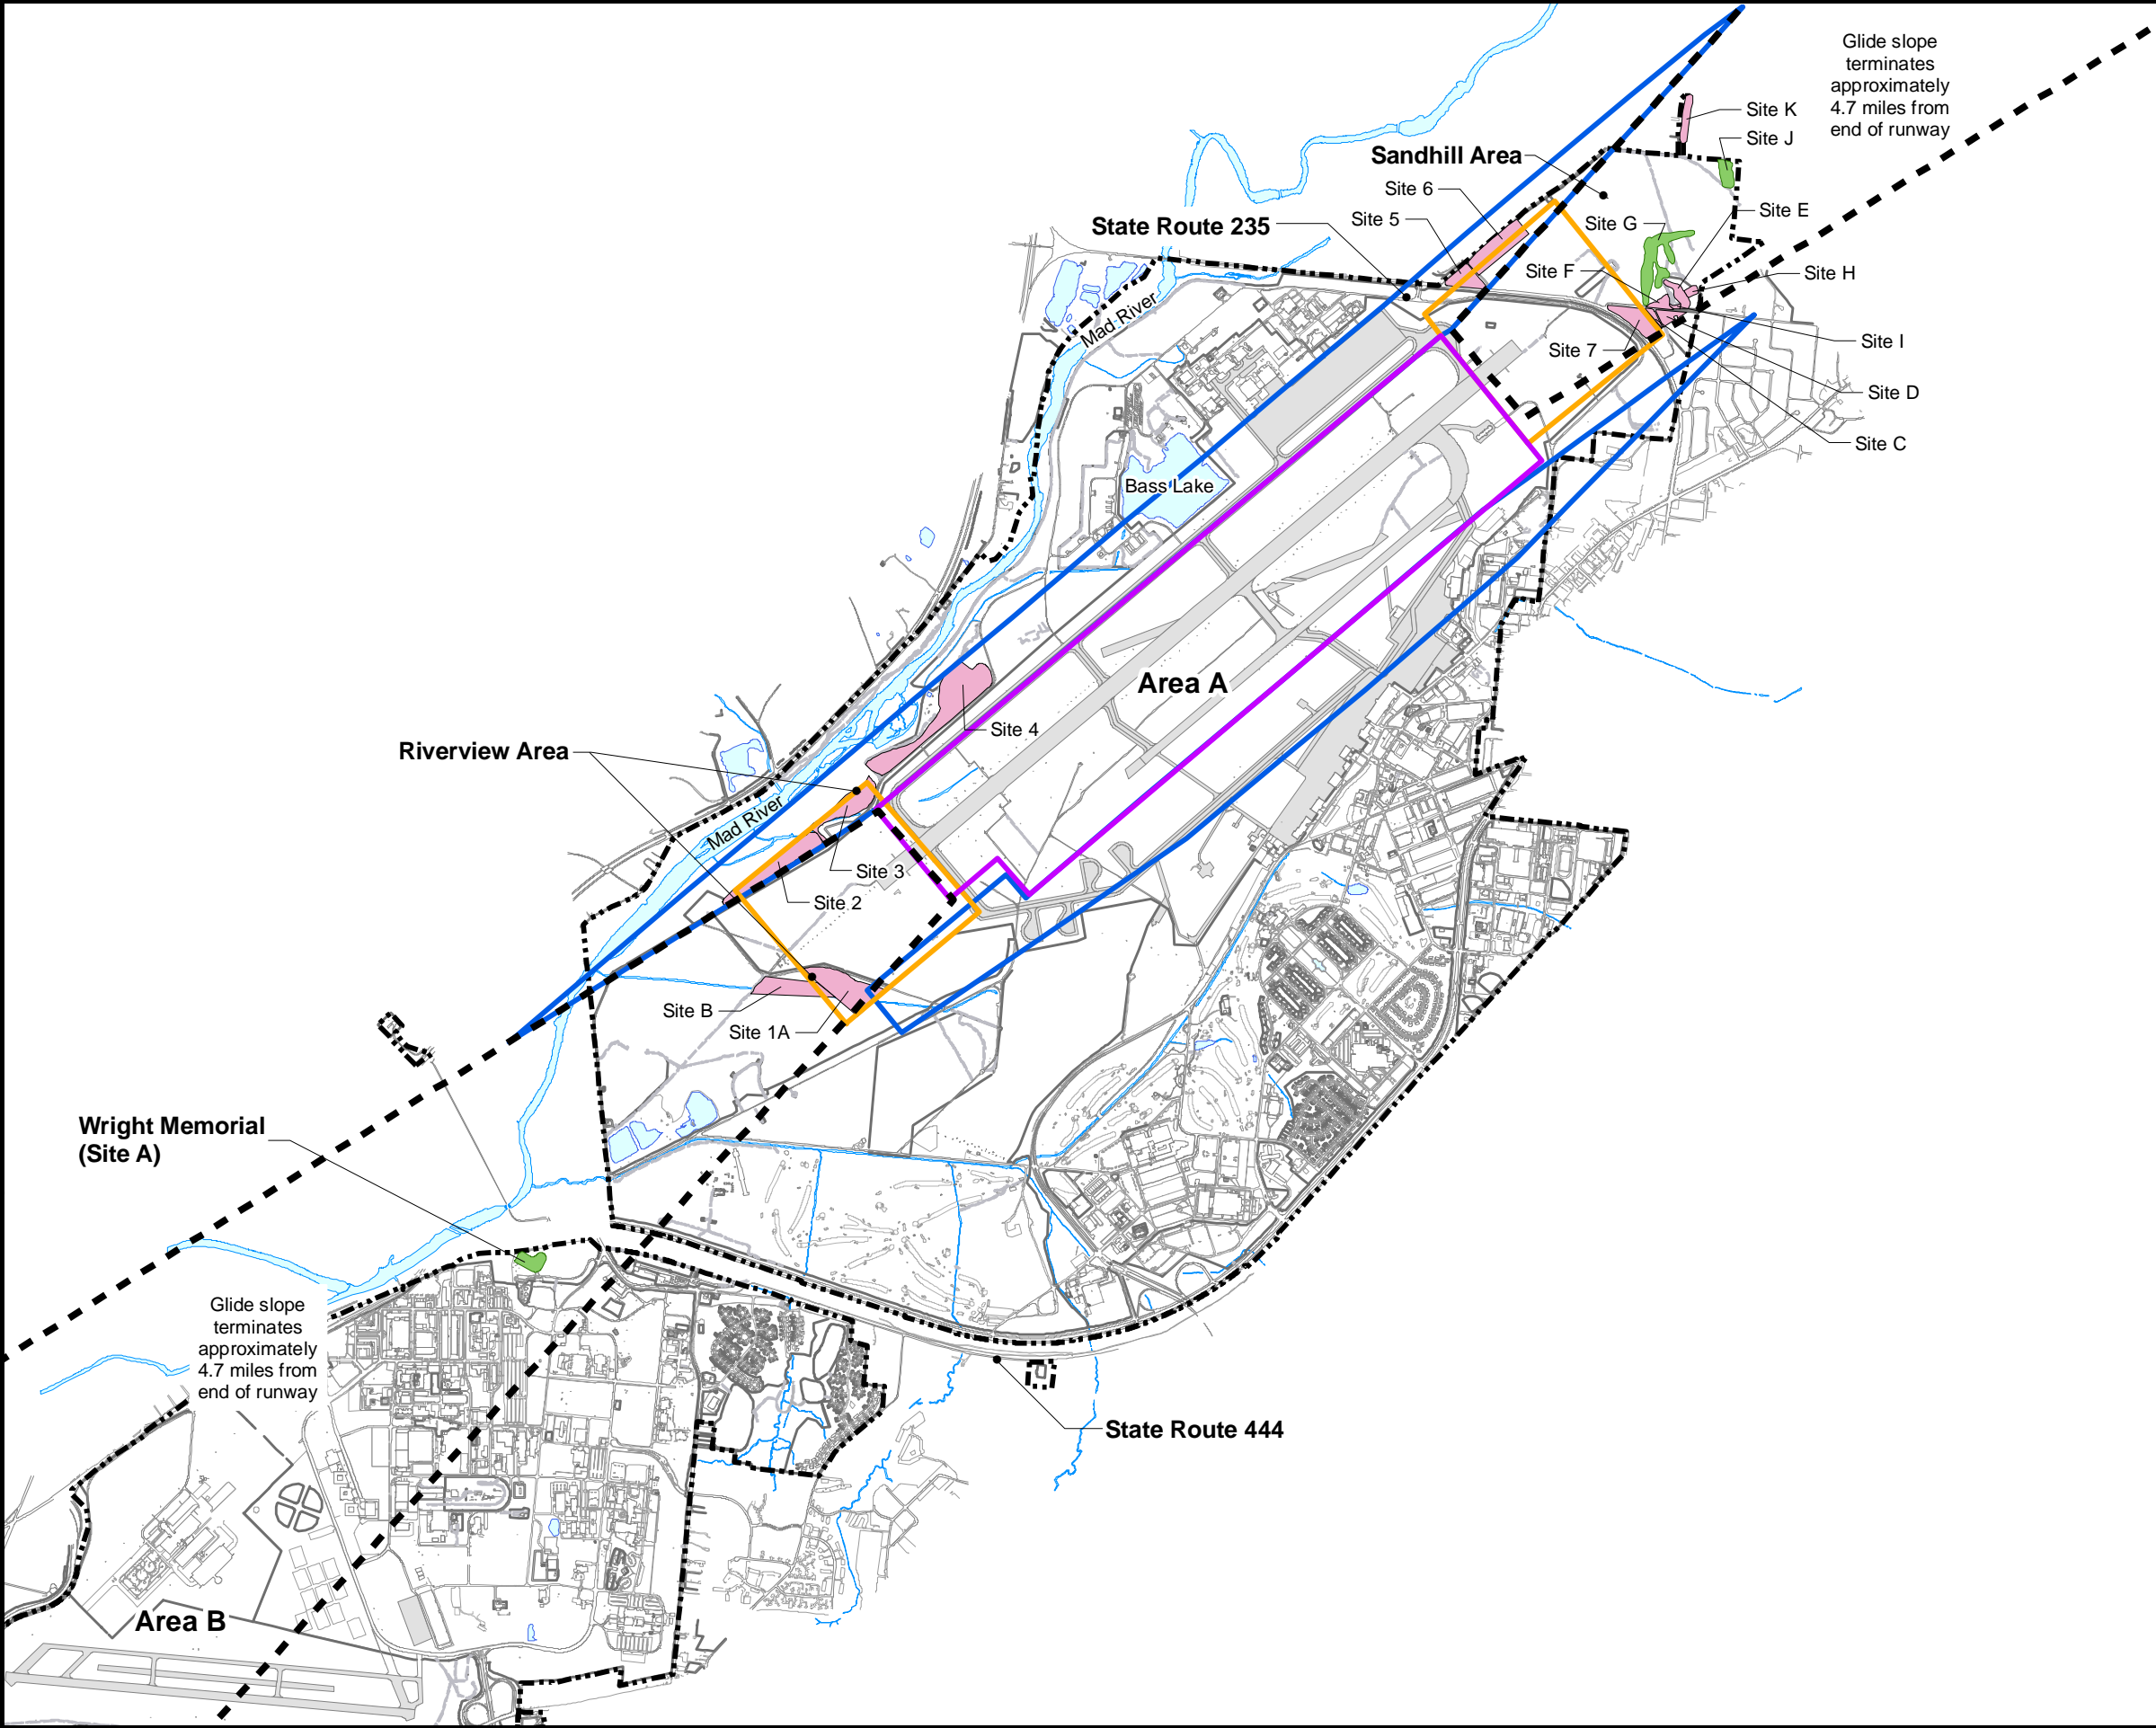 Glide slope
terminates
approximately
4.7 miles from
end of runway
Site K
Site J
Sandhill Area
Site 6
Site 5
State Route 235
Site G
Site E
Site F
Site H
Mad River
Site I
Site 7
Site D
Site C
Bass Lake
Area A
Site 4
Riverview Area
Mad River
Site 3
Site 2
Site B
Site 1A
Wright Memorial
(Site A)
Glide slope
terminates
approximately
4.7 miles from
end of runway
State Route 444
Area B